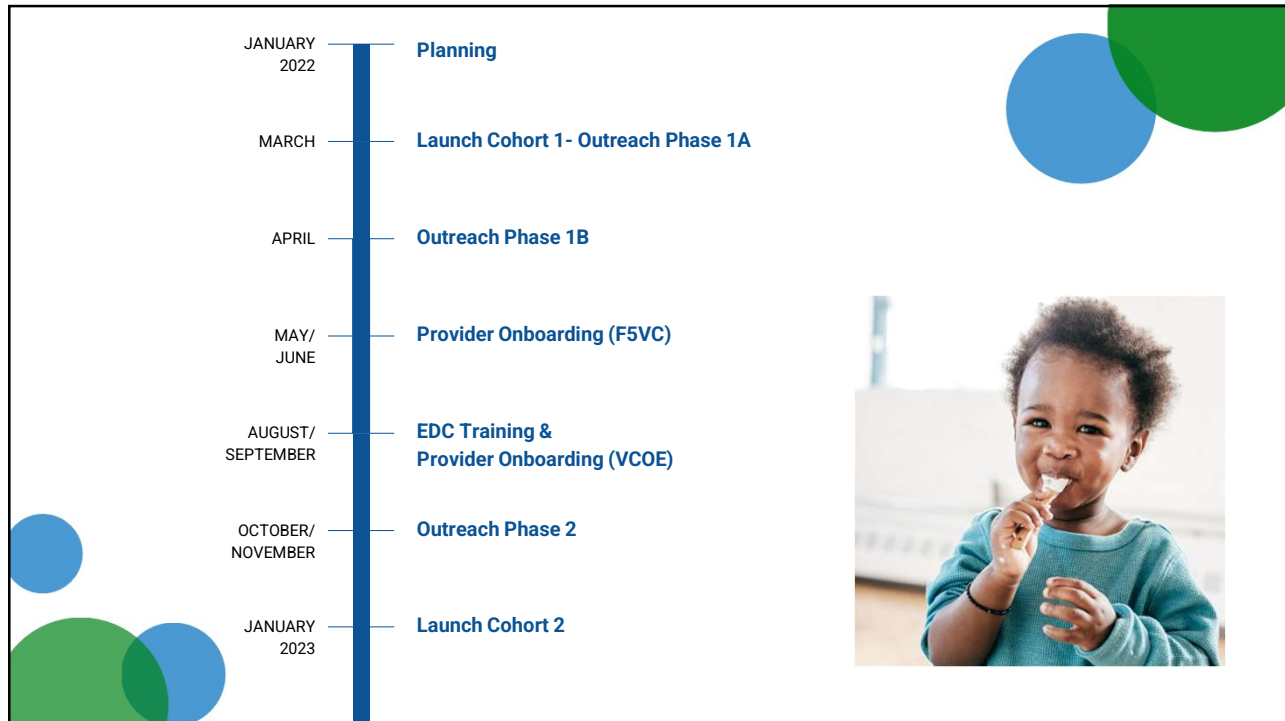 JANUARY
2022
Planning
MARCH
Launch Cohort 1- Outreach Phase 1A
APRIL
Outreach Phase 1B
MAY/
JUNE
Provider Onboarding (F5VC)
AUGUST/
SEPTEMBER
EDC Training &
Provider Onboarding (VCOE)
OCTOBER/
NOVEMBER
Outreach Phase 2
JANUARY
2023
Launch Cohort 2